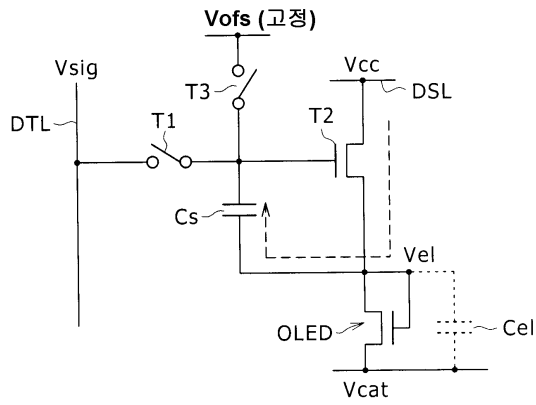 Vofs (고정)
Vsig
Vcc
T3
DSL
DTL
T1
T2
Cs
Vel
OLED
Cel
Vcat